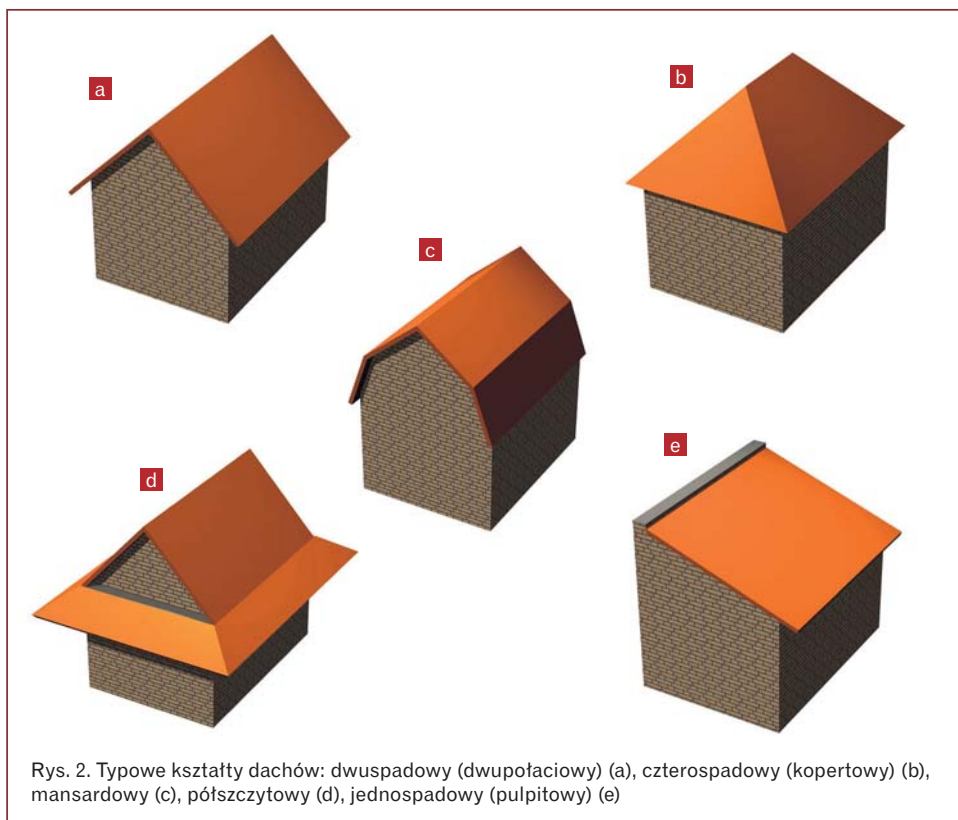 a
b
c
d
e
Rys. 2. Typowe kształty dachów: dwuspadowy (dwupołaciowy) (a), czterospadowy (kopertowy) (b),
mansardowy (c), półszczytowy (d), jednospadowy (pulpitowy) (e)